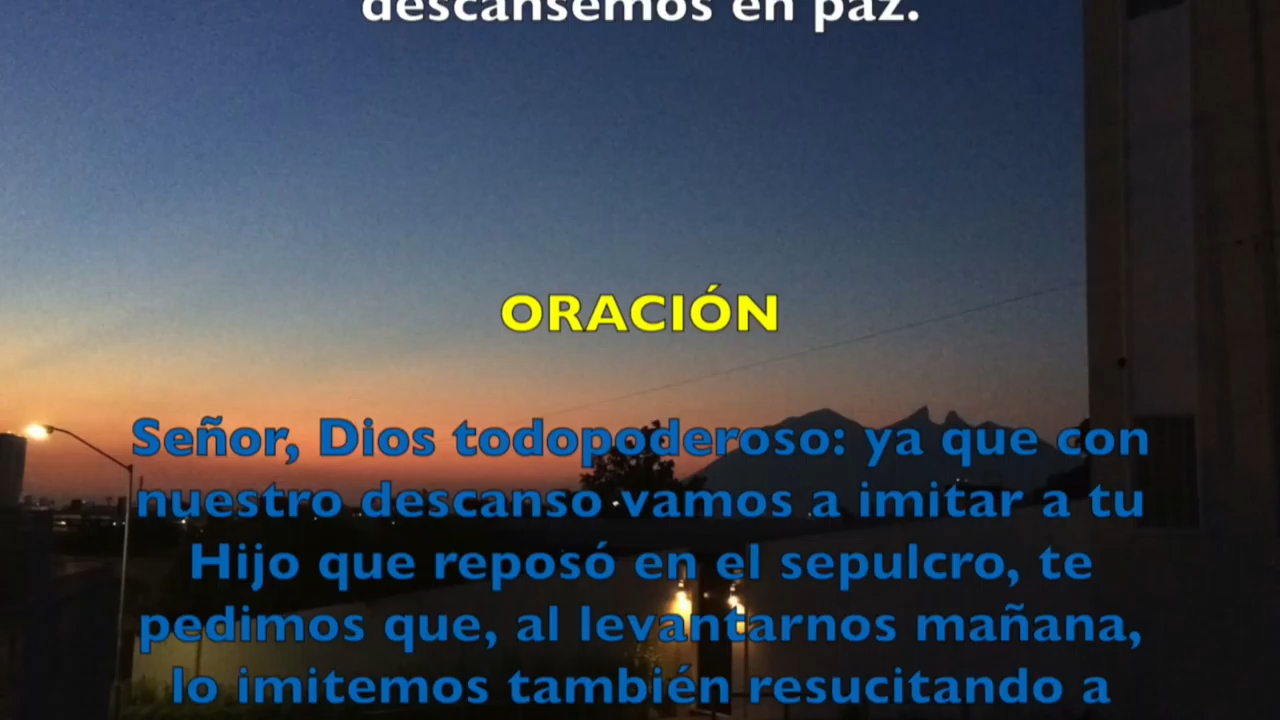 descansemos en paz.
ORACIÓN
Señor, Dios todopoderoso: ya que con
nuestro descanso vamos a imitar a tu
Hijo que reposó en el sepulcro, te
pedimos que, al levantarnos mañana,
lo imitemos también resucitando a